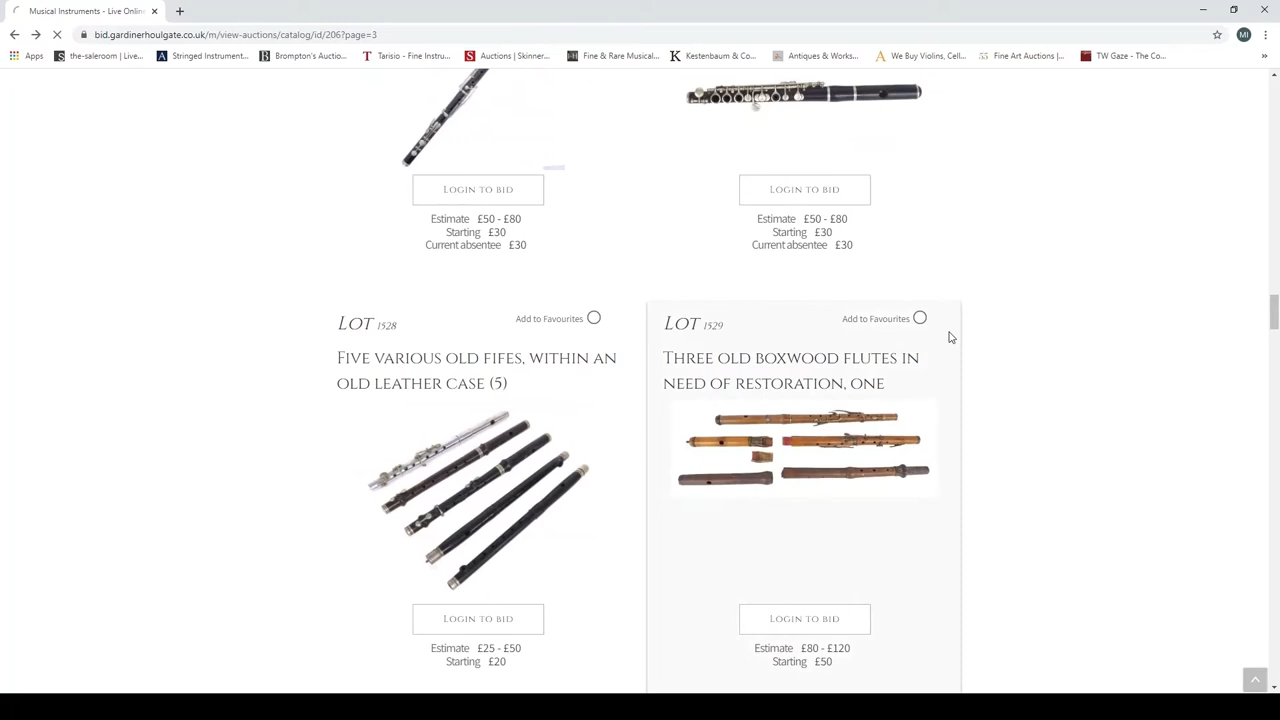 Musical Instruments - Live Onlin
bid.gardinerhoulgate.co.uk/m/view-auctions/catalog/id/206?page=3
MI
Apps the-saleroom | Live... Stringed Instrument... Brompton's Auctio... T Tarisio - Fine Instru... S Auctions | Skinner... Fine & Rare Musical... K Kestenbaum & Co... Antiques & Works... A We Buy Violins, Cell... Fine Art Auctions |... TW Gaze - The Co... »
Login to bid
Estimate £50 - £80
Starting £30
Current absentee £30
Login to bid
Estimate £50 - £80
Starting £30
Current absentee £30
Lot 1528
Add to Favourites
Five various old fifes, within an
old leather case (5)
Login to bid
Estimate £25 - £50
Starting £20
Lot 1529
Add to Favourites
Three old boxwood flutes in
need of restoration, one
Login to bid
Estimate £80 - £120
Starting £50